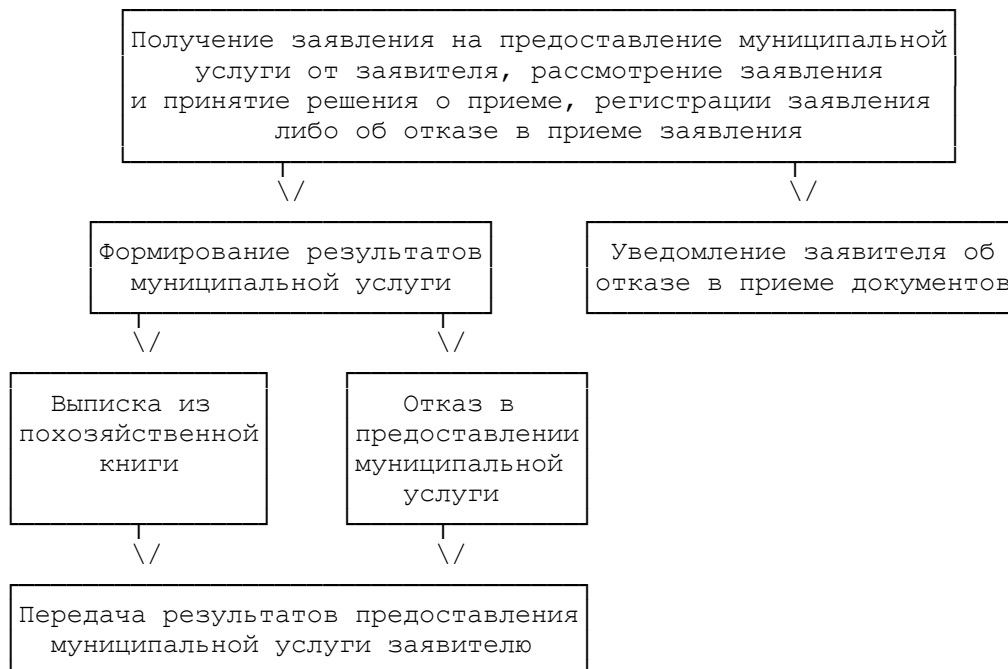 Получение заявления на предоставление муниципальной
услуги от заявителя, рассмотрение заявления
и принятие решения о приеме, регистрации заявления
либо об отказе в приеме заявления
Формирование результатов
муниципальной услуги
Уведомление заявителя об
отказе в приеме документов
Выписка из
похозяйственной
книги
Отказ в
предоставлении
муниципальной
услуги
Передача результатов предоставления
муниципальной услуги заявителю